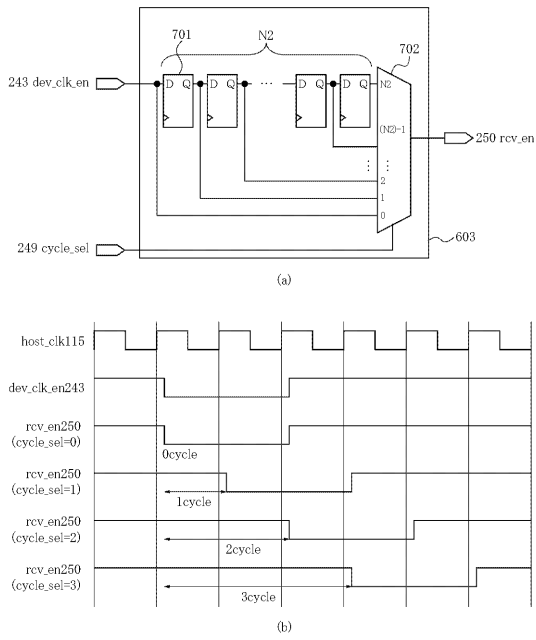 701
N2
702
243 dev_clk_en
D Q
D Q
...
D Q
D Q
N2
(N2)-1
2
1
0
250 rcv_en
249 cycle_sel
603
(a)
host_clk115
dev_clk_en243
rcv_en250
(cycle_sel=0)
0cycle
rcv_en250
(cycle_sel=1)
1cycle
rcv_en250
(cycle_sel=2)
2cycle
rcv_en250
(cycle_sel=3)
3cycle
(b)